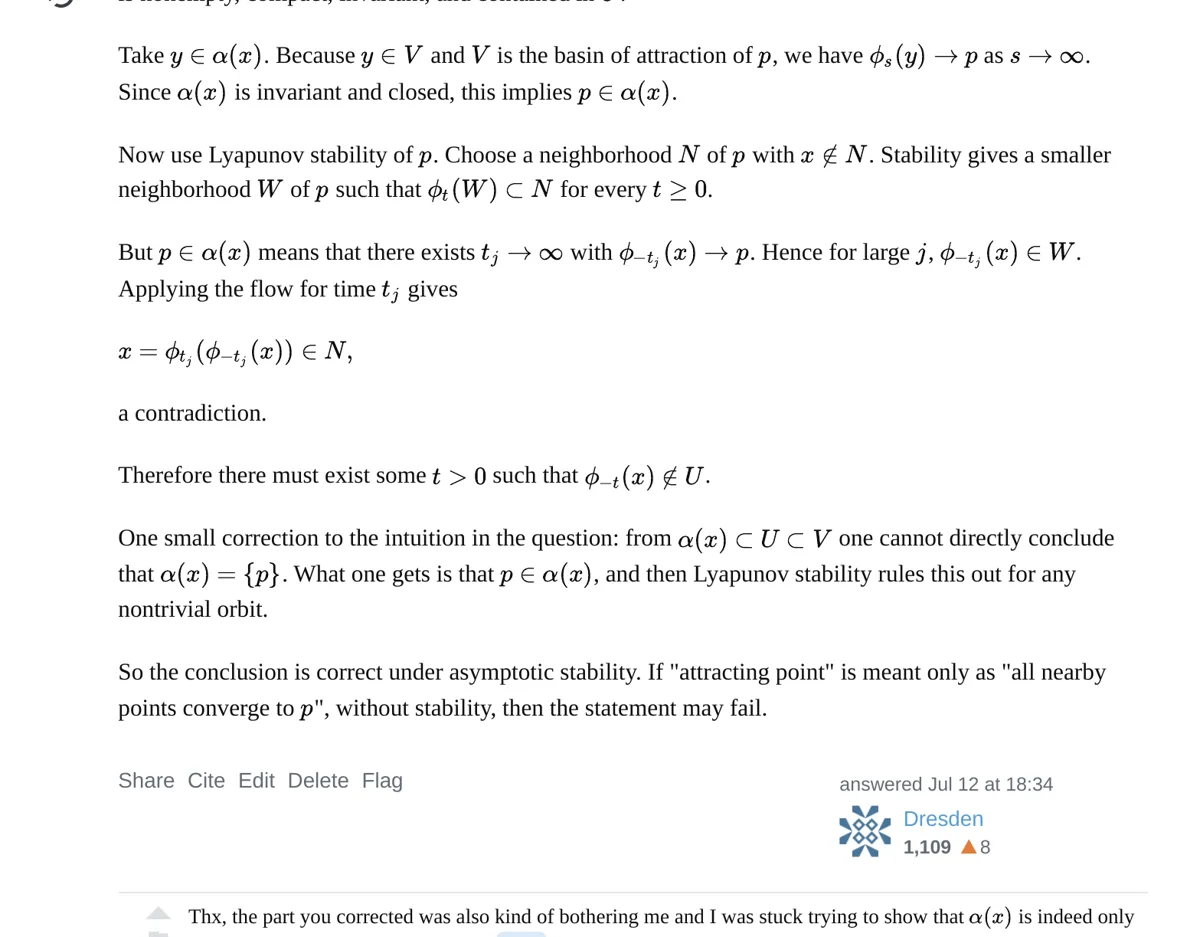 Take y ∈ α(x). Because y ∈ V and V is the basin of attraction of p, we have ϕₛ(y) → p as s → ∞.
Since α(x) is invariant and closed, this implies p ∈ α(x).
Now use Lyapunov stability of p. Choose a neighborhood N of p with x ∉ N. Stability gives a smaller
neighborhood W of p such that ϕₜ(W) ⊂ N for every t ≥ 0.
But p ∈ α(x) means that there exists tⱼ → ∞ with ϕ_{−tⱼ}(x) → p. Hence for large j, ϕ_{−tⱼ}(x) ∈ W.
Applying the flow for time tⱼ gives
x = ϕ_{tⱼ}(ϕ_{−tⱼ}(x)) ∈ N,
a contradiction.
Therefore there must exist some t > 0 such that ϕ_{−t}(x) ∉ U.
One small correction to the intuition in the question: from α(x) ⊂ U ⊂ V one cannot directly conclude
that α(x) = {p}. What one gets is that p ∈ α(x), and then Lyapunov stability rules this out for any
nontrivial orbit.
So the conclusion is correct under asymptotic stability. If "attracting point" is meant only as "all nearby
points converge to p", without stability, then the statement may fail.
Share Cite Edit Delete Flag
answered Jul 12 at 18:34
Dresden
1,109 ▲8
Thx, the part you corrected was also kind of bothering me and I was stuck trying to show that α(x) is indeed only